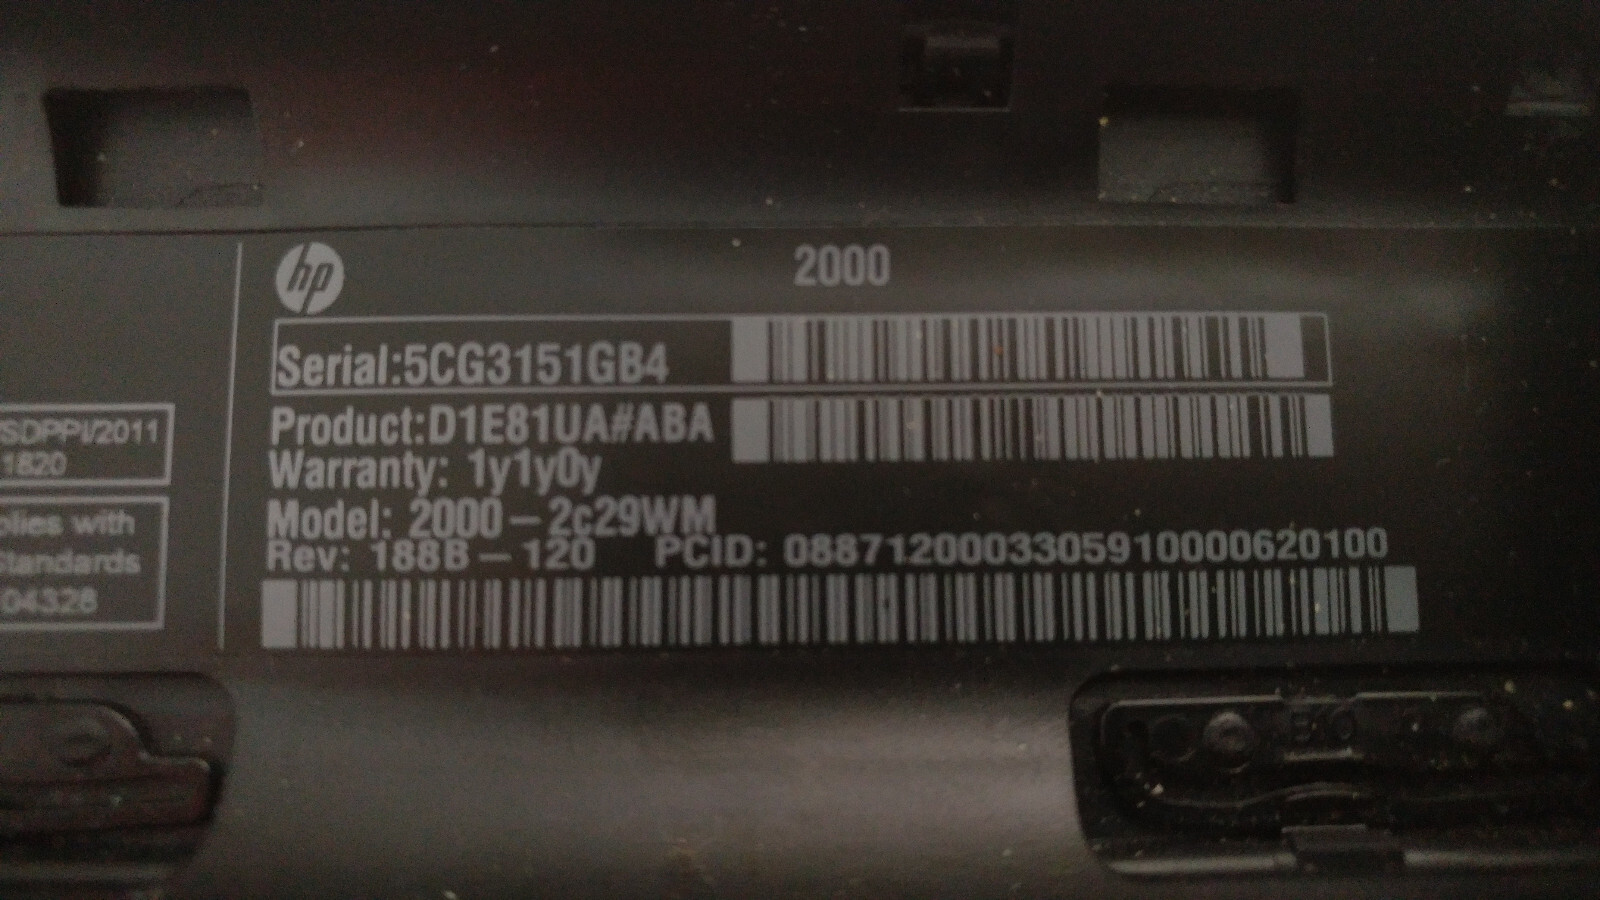 hp
2000
Serial:5CG3151GB4
Product:D1E81UA#ABA
Warranty: 1y1y0y
Model: 2000-2c29WM
Rev: 188B-120 PCID: 0887120003305910000620100
/SDPPI/2011
1820
plies with
Standards
04328